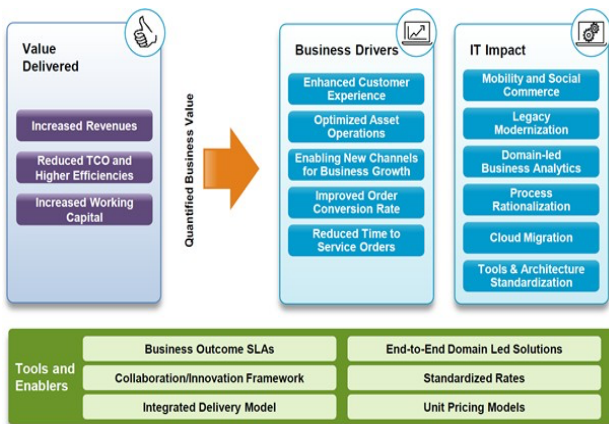 Value
Delivered
Increased Revenues
Reduced TCO and
Higher Efficiencies
Increased Working
Capital
Quantified Business Value
Business Drivers
Enhanced Customer
Experience
Optimized Asset
Operations
Enabling New Channels
for Business Growth
Improved Order
Conversion Rate
Reduced Time to
Service Orders
IT Impact
Mobility and Social
Commerce
Legacy
Modernization
Domain-led
Business Analytics
Process
Rationalization
Cloud Migration
Tools & Architecture
Standardization
Tools and
Enablers
Business Outcome SLAs
Collaboration/Innovation Framework
Integrated Delivery Model
End-to-End Domain Led Solutions
Standardized Rates
Unit Pricing Models